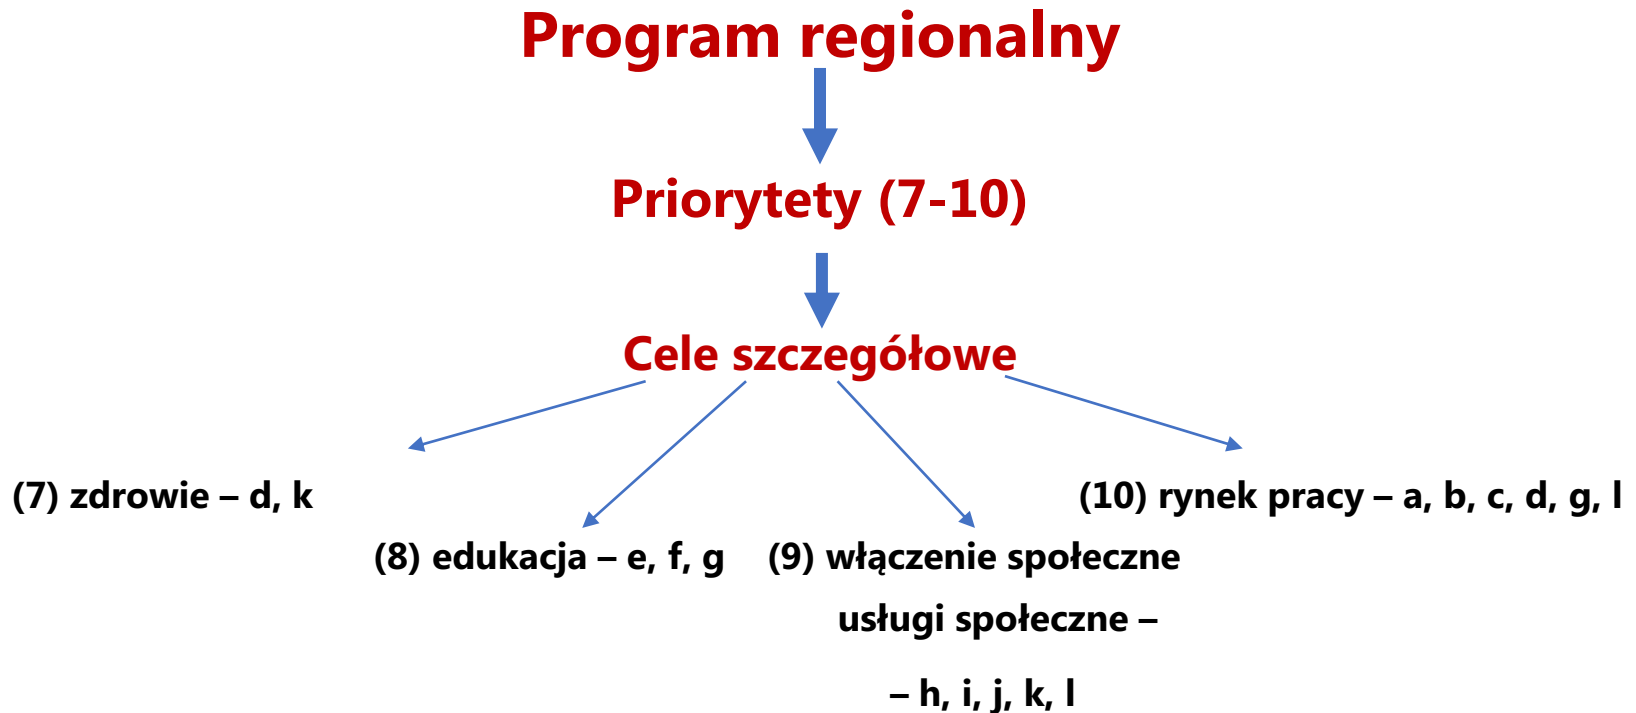 Program regionalny
Priorytety (7-10)
Cele szczegółowe
(7) zdrowie – d, k
(10) rynek pracy – a, b, c, d, g, l
(8) edukacja – e, f, g
(9) włączenie społeczne
usługi społeczne –
– h, i, j, k, l